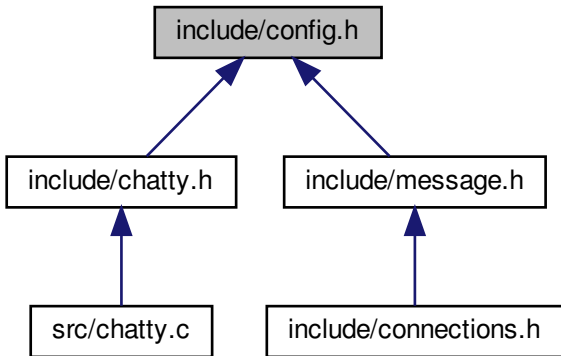 include/config.h
include/chatty.h
include/message.h
src/chatty.c
include/connections.h